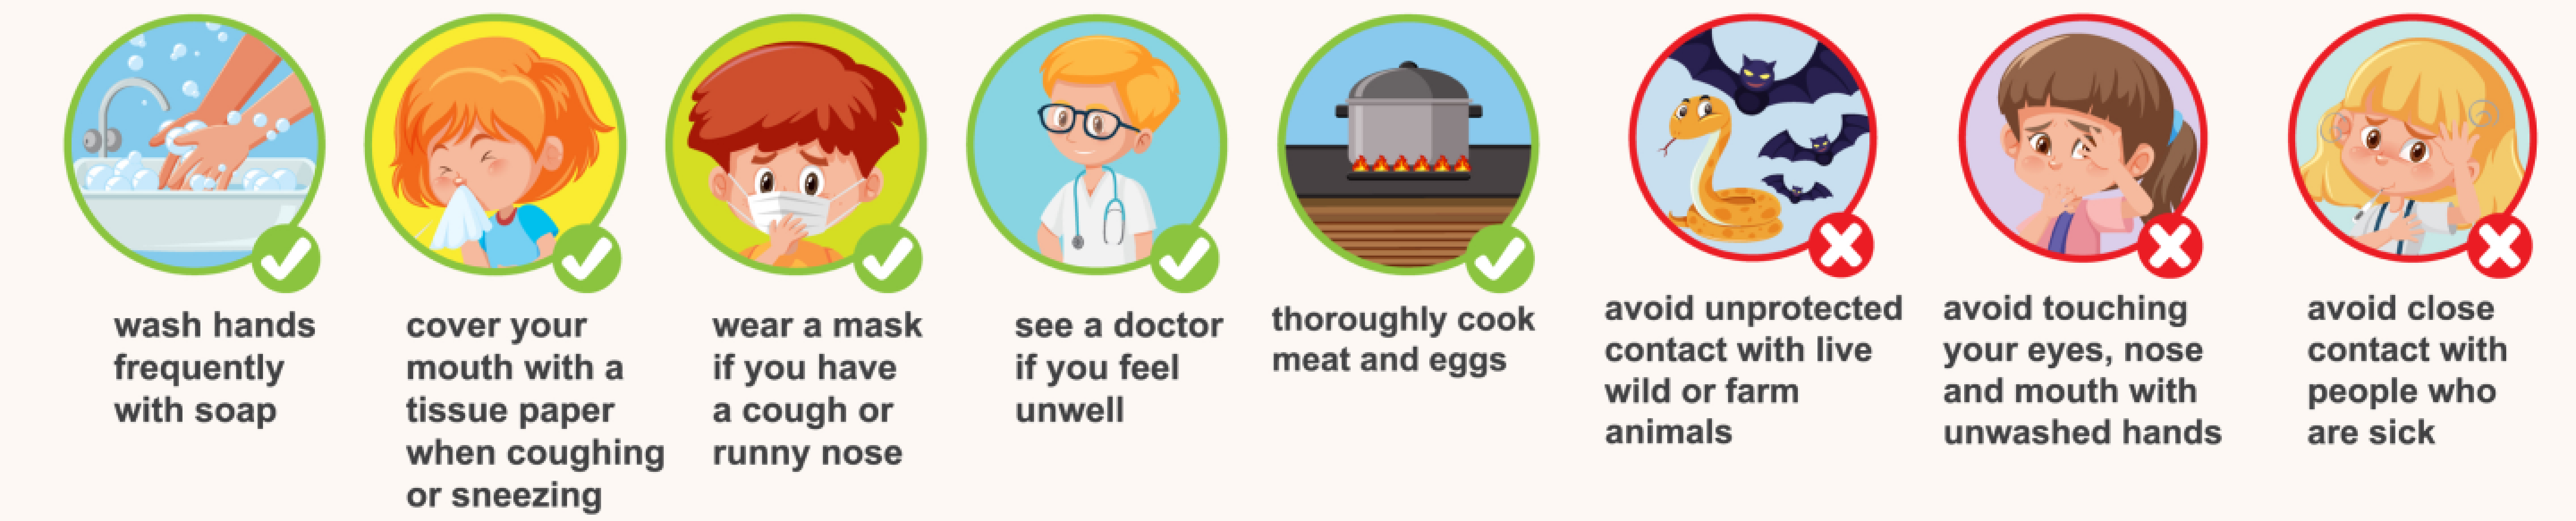 wash hands
frequently
with soap
cover your
mouth with a
tissue paper
when coughing
or sneezing
wear a mask
if you have
a cough or
runny nose
see a doctor
if you feel
unwell
thoroughly cook
meat and eggs
avoid unprotected
contact with live
wild or farm
animals
avoid touching
your eyes, nose
and mouth with
unwashed hands
avoid close
contact with
people who
are sick